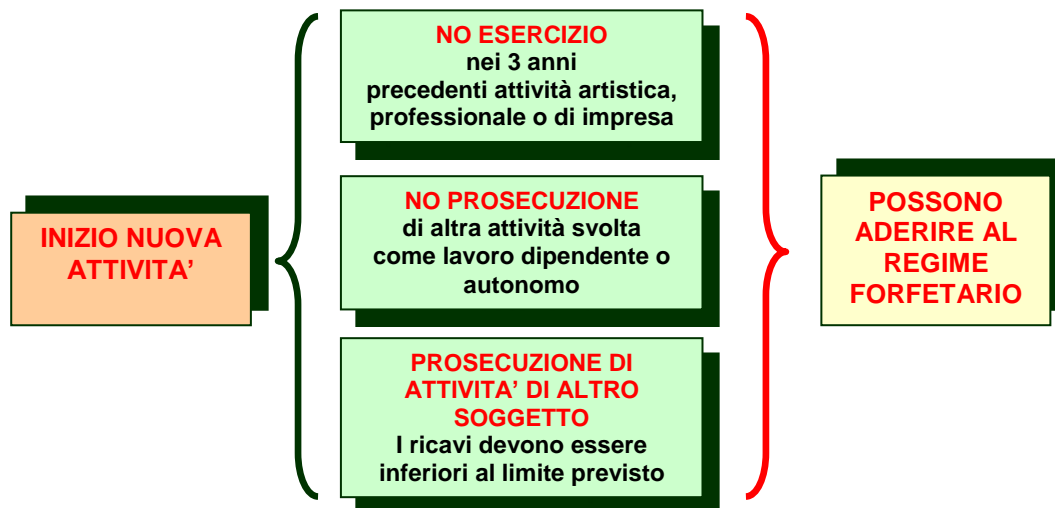 INIZIO NUOVA
ATTIVITA’
NO ESERCIZIO
nei 3 anni
precedenti attività artistica,
professionale o di impresa
NO PROSECUZIONE
di altra attività svolta
come lavoro dipendente o
autonomo
PROSECUZIONE DI
ATTIVITA’ DI ALTRO
SOGGETTO
I ricavi devono essere
inferiori al limite previsto
POSSONO
ADERIRE AL
REGIME
FORFETARIO